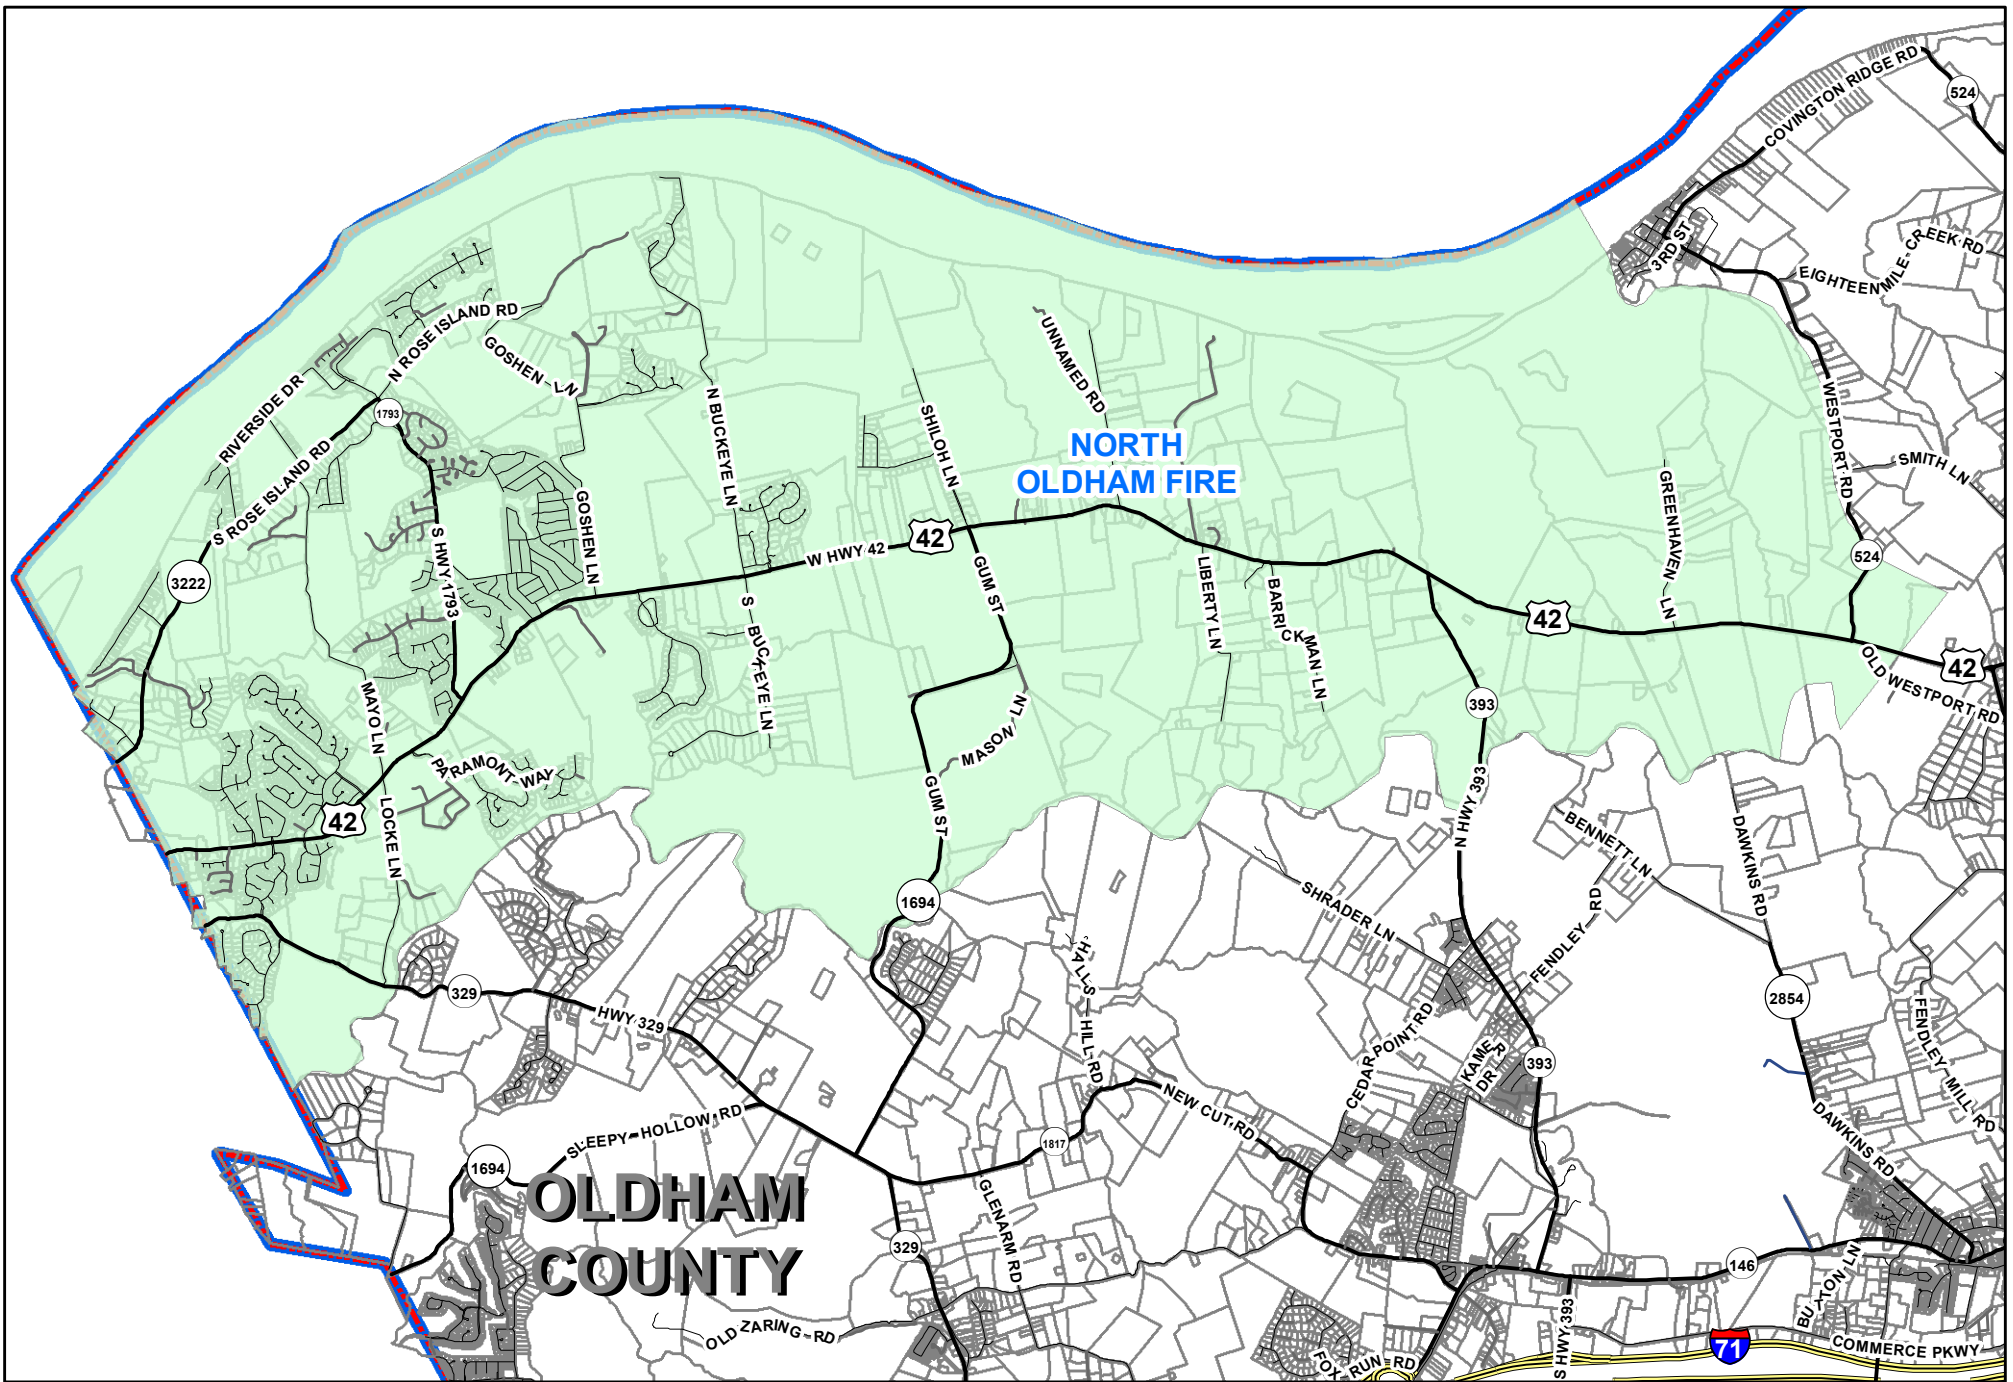 COVINGTON RIDGE RD
524
3RD ST
EIGHTEEN MILE CREEK RD
N ROSE ISLAND RD
GOSHEN LN
UNNAMED RD
RIVERSIDE DR
1793
N BUCKEYE LN
SHILOH LN
WESTPORT RD
NORTH
OLDHAM FIRE
S ROSE ISLAND RD
SMITH LN
GOSHEN LN
GREENHAVEN LN
S HWY 1793
W HWY 42
42
3222
GUM ST
LIBERTY LN
BARRICKMAN LN
524
42
S BUCKEYE LN
OLD WESTPORT RD
42
MAYO LN
393
MASON LN
PARAMONT WAY
42
LOCKE LN
GUM ST
N HWY 393
BENNETT LN
DAWKINS RD
1694
SHRADER LN
FENDLEY RD
329
HWY 329
HALLS HILL RD
2854
CEDAR POINT RD
KAMER DR
393
FENDLEY MILL RD
NEW CUT RD
SLEEPY HOLLOW RD
1817
DAWKINS RD
1694
OLDHAM
COUNTY
GLENARM RD
329
146
BUXTON LN
S HWY 393
OLD ZARING RD
FOX RUN RD
71
COMMERCE PKWY